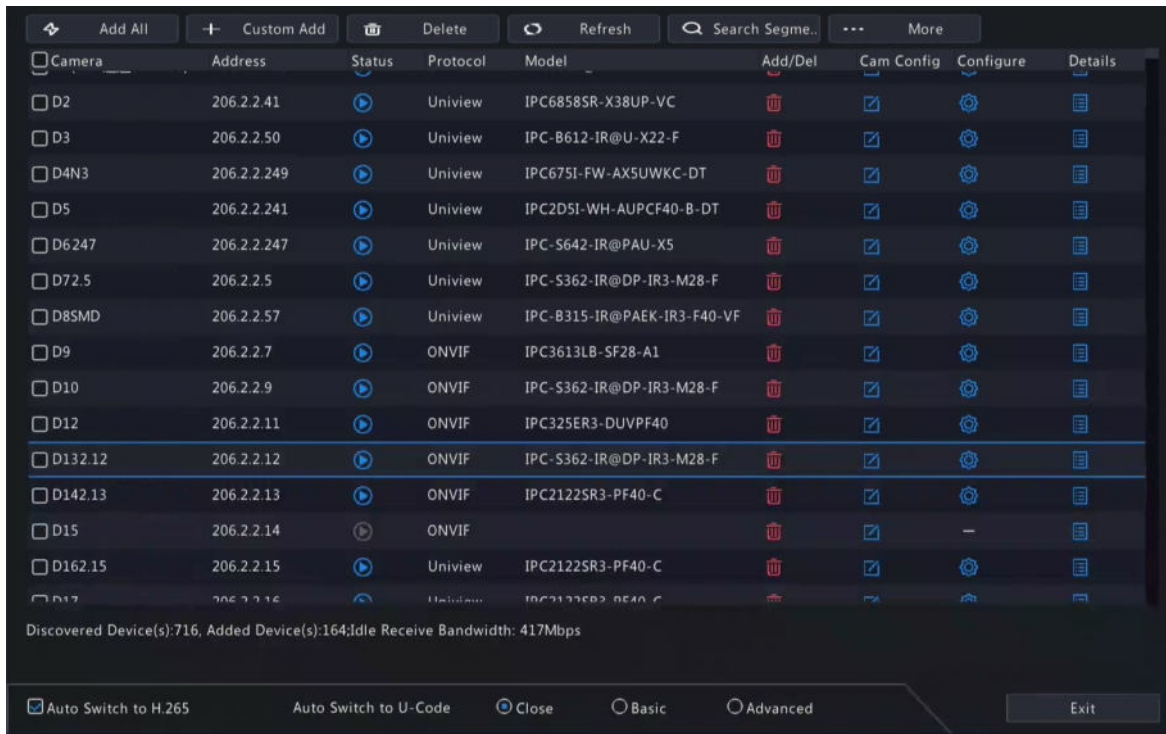 Add All Custom Add Delete Refresh Search Segme.. More
Camera Address Status Protocol Model Add/Del Cam Config Configure Details
D2 206.2.2.41 Uniview IPC6858SR-X38UP-VC
D3 206.2.2.50 Uniview IPC-B612-IR@U-X22-F
D4N3 206.2.2.249 Uniview IPC675I-FW-AX5UWKC-DT
D5 206.2.2.241 Uniview IPC2D5I-WH-AUPCF40-B-DT
D6247 206.2.2.247 Uniview IPC-S642-IR@PAU-X5
D72.5 206.2.2.5 Uniview IPC-S362-IR@DP-IR3-M28-F
D8SMD 206.2.2.57 Uniview IPC-B315-IR@PAEK-IR3-F40-VF
D9 206.2.2.7 ONVIF IPC3613LB-SF28-A1
D10 206.2.2.9 ONVIF IPC-S362-IR@DP-IR3-M28-F
D12 206.2.2.11 ONVIF IPC325ER3-DUVPF40
D132.12 206.2.2.12 ONVIF IPC-S362-IR@DP-IR3-M28-F
D142.13 206.2.2.13 ONVIF IPC2122SR3-PF40-C
D15 206.2.2.14 ONVIF –
D162.15 206.2.2.15 Uniview IPC2122SR3-PF40-C
D17 206.2.2.16 Uniview IPC2122SR3-PF40-C
Discovered Device(s):716, Added Device(s):164;Idle Receive Bandwidth: 417Mbps
Auto Switch to H.265 Auto Switch to U-Code Close Basic Advanced Exit